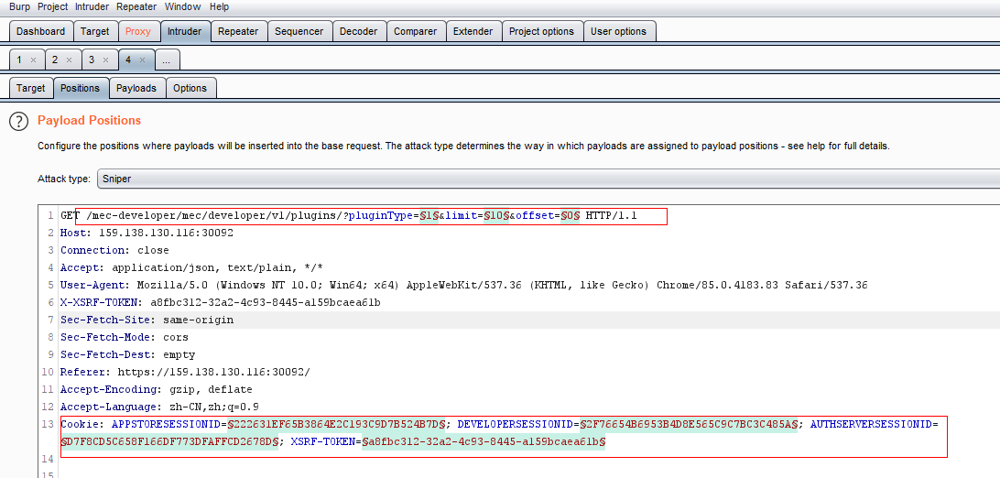 Burp Project Intruder Repeater Window Help
Dashboard Target Proxy Intruder Repeater Sequencer Decoder Comparer Extender Project options User options
1 × 2 × 3 × 4 × ...
Target Positions Payloads Options
? Payload Positions
Configure the positions where payloads will be inserted into the base request. The attack type determines the way in which payloads are assigned to payload positions - see help for full details.
Attack type: Sniper
1 GET /mec-developer/mec/developer/v1/plugins/?pluginType=§1§&limit=§10§&offset=§0§ HTTP/1.1
2 Host: 159.138.130.116:30092
3 Connection: close
4 Accept: application/json, text/plain, */*
5 User-Agent: Mozilla/5.0 (Windows NT 10.0; Win64; x64) AppleWebKit/537.36 (KHTML, like Gecko) Chrome/85.0.4183.83 Safari/537.36
6 X-XSRF-TOKEN: a8fbc312-32a2-4c93-8445-a159bcaea61b
7 Sec-Fetch-Site: same-origin
8 Sec-Fetch-Mode: cors
9 Sec-Fetch-Dest: empty
10 Referer: https://159.138.130.116:30092/
11 Accept-Encoding: gzip, deflate
12 Accept-Language: zh-CN,zh;q=0.9
13 Cookie: APPSTORESESSIONID=§222631EF65B3864E2C193C9D7B524B7D§; DEVELOPERSESSIONID=§2F76654B6953B4D8E565C9C7BC3C485A§; AUTHSERVERSESSIONID=
§D7F8CD5C658F166DF773DFAFFCD2678D§; XSRF-TOKEN=§a8fbc312-32a2-4c93-8445-a159bcaea61b§
14
15